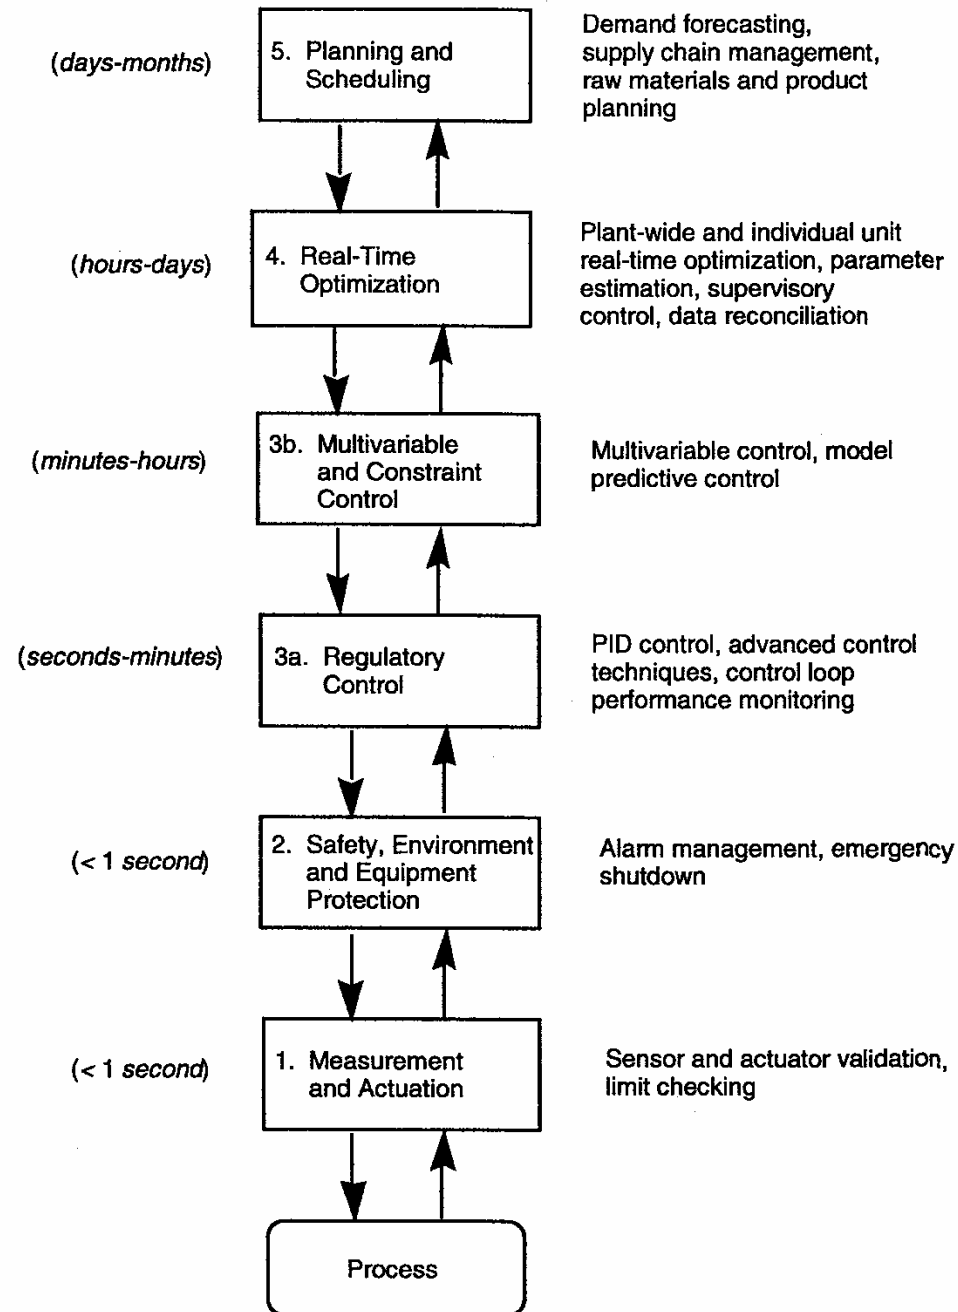 (days-months)
5. Planning and
Scheduling
Demand forecasting,
supply chain management,
raw materials and product
planning
(hours-days)
4. Real-Time
Optimization
Plant-wide and individual unit
real-time optimization, parameter
estimation, supervisory
control, data reconciliation
(minutes-hours)
3b. Multivariable
and Constraint
Control
Multivariable control, model
predictive control
(seconds-minutes)
3a. Regulatory
Control
PID control, advanced control
techniques, control loop
performance monitoring
(< 1 second)
2. Safety, Environment
and Equipment
Protection
Alarm management, emergency
shutdown
(< 1 second)
1. Measurement
and Actuation
Sensor and actuator validation,
limit checking
Process